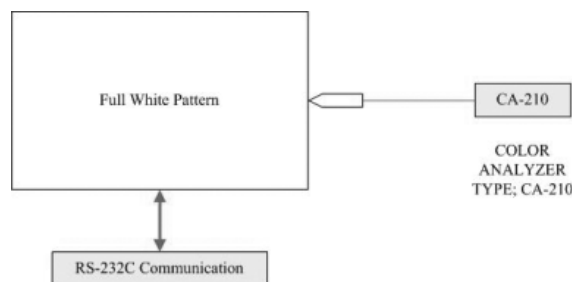 Full White Pattern
CA-210
COLOR
ANALYZER
TYPE; CA-210
RS-232C Communication